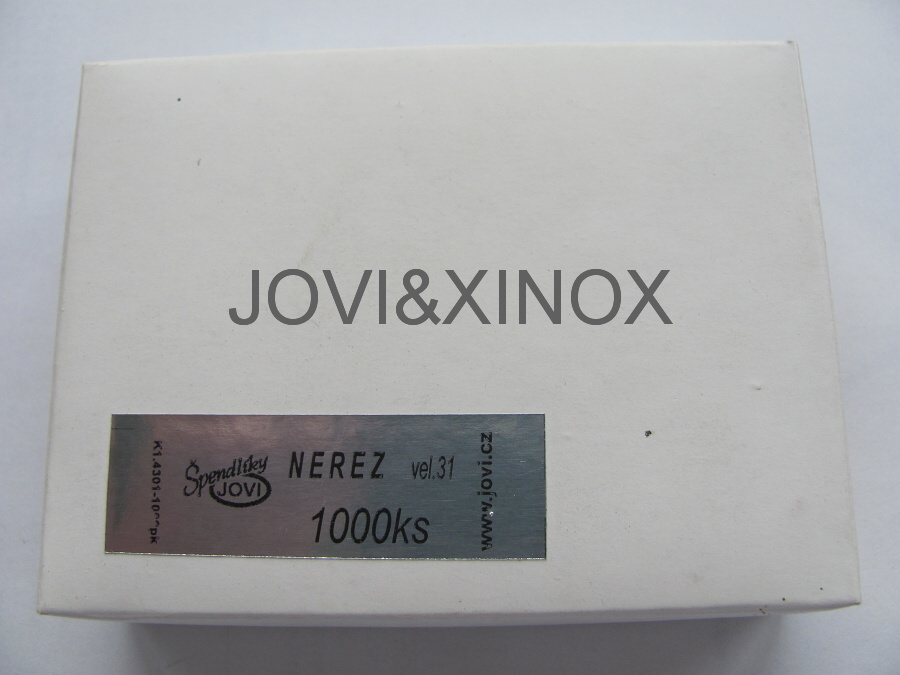 JOVI&XINOX
Špendlíky
JOVI
NEREZ vel.31
1000ks
www.jovi.cz